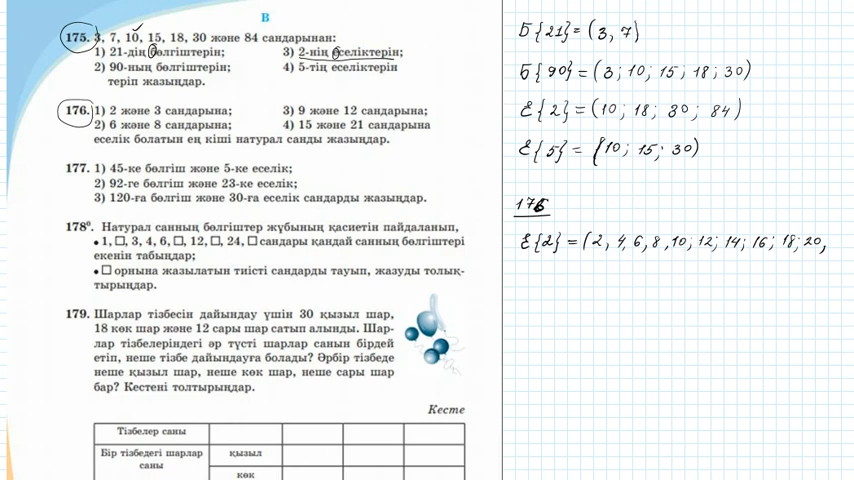 В
175. 3, 7, 10, 15, 18, 30 және 84 сандарынан:
1) 21-дің бөлгіштерін; 3) 2-нің еселіктерін;
2) 90-ның бөлгіштерін; 4) 5-тің еселіктерін
теріп жазыңдар.
176. 1) 2 және 3 сандарына; 3) 9 және 12 сандарына;
2) 6 және 8 сандарына; 4) 15 және 21 сандарына
еселік болатын ең кіші натурал санды жазыңдар.
177. 1) 45-ке бөлгіш және 5-ке еселік;
2) 92-ге бөлгіш және 23-ке еселік;
3) 120-ға бөлгіш және 30-ға еселік сандарды жазыңдар.
178⁰. Натурал санның бөлгіштер жұбының қасиетін пайдаланып,
• 1, □, 3, 4, 6, □, 12, □, 24, □ сандары қандай санның бөлгіштері
екенін табыңдар;
• □ орнына жазылатын тиісті сандарды тауып, жазуды толық-
тырыңдар.
179. Шарлар тізбесін дайындау үшін 30 қызыл шар,
18 көк шар және 12 сары шар сатып алынды. Шар-
лар тізбелеріндегі әр түсті шарлар санын бірдей
етіп, неше тізбе дайындауға болады? Әрбір тізбеде
неше қызыл шар, неше көк шар, неше сары шар
бар? Кестені толтырыңдар.
Кесте
Тізбелер саны
Бір тізбедегі шарлар
саны
қызыл
көк
Б{21}=(3,7)
Б{90}=(3;10;15;18;30)
Е{2}=(10;18;30;84)
Е{5}=(10;15;30)
176
Е{2}=(2,4,6,8,10;12;14;16;18;20,